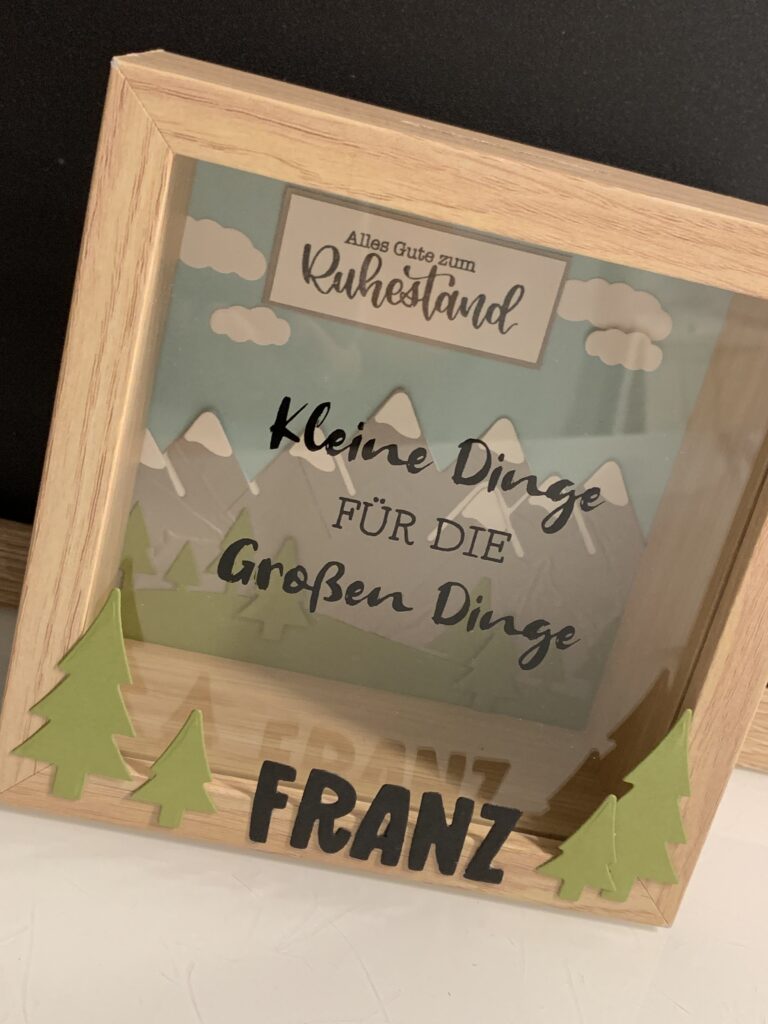 Alles Gute zum
Ruhestand
Kleine Dinge
FÜR DIE
Großen Dinge
FRANZ